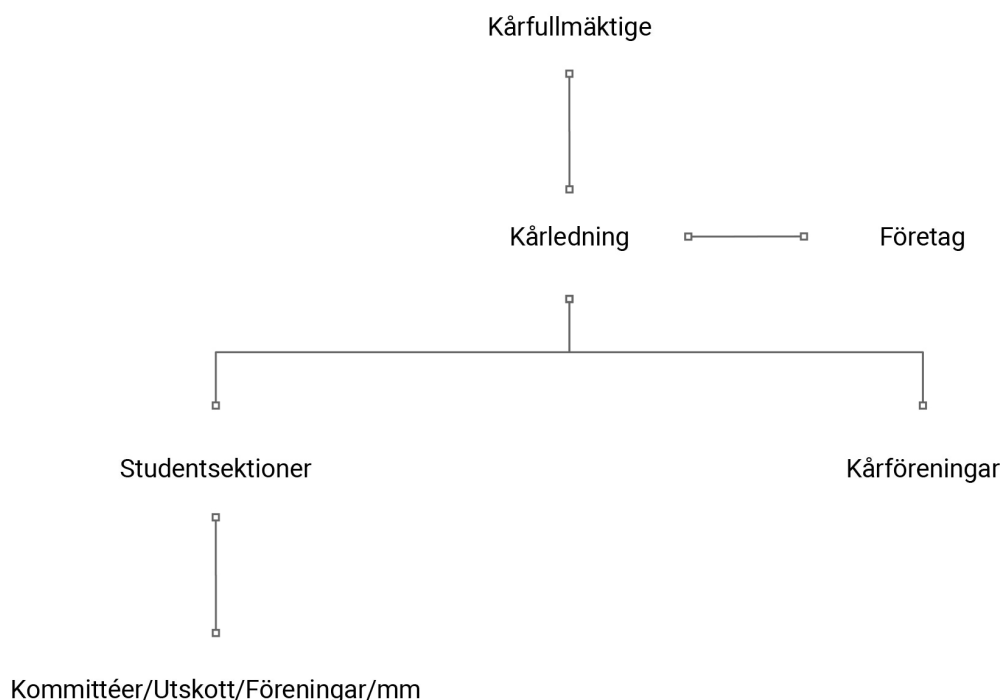 Kårfullmäktige
Kårledning
Företag
Studentsektioner
Kårföreningar
Kommittéer/Utskott/Föreningar/mm